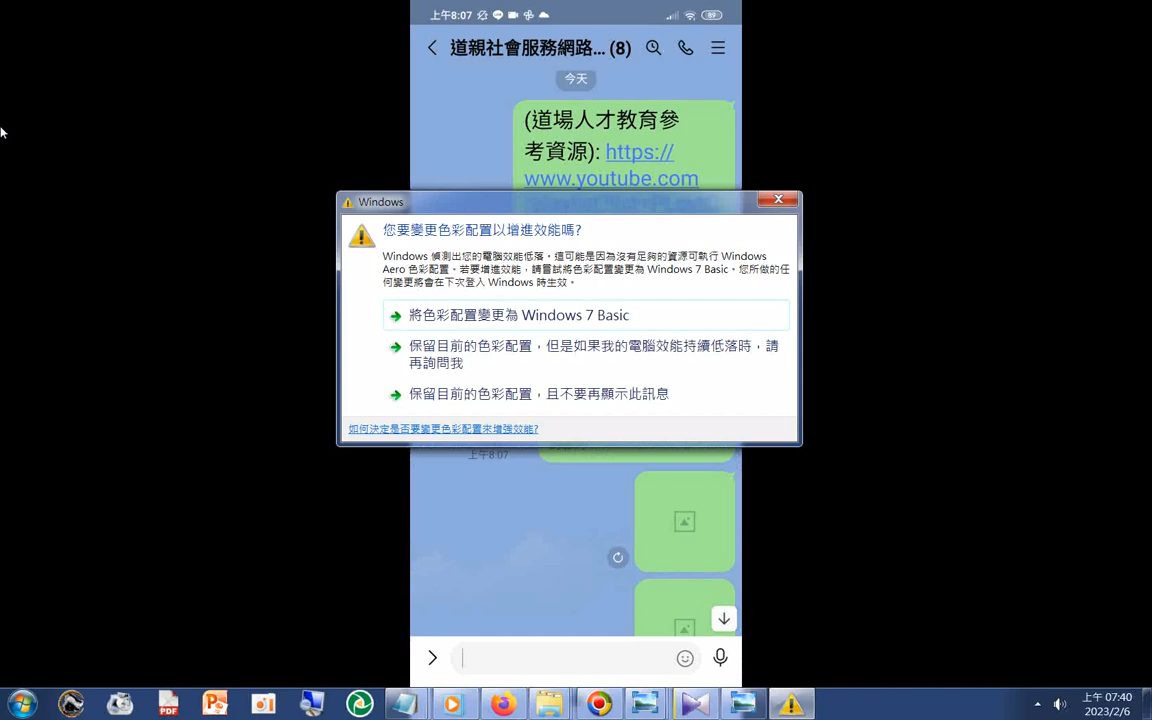 上午8:07
89
道親社會服務網路... (8)
今天
(道場人才教育參
考資源): https://
www.youtube.com
Windows
您要變更色彩配置以增進效能嗎?
Windows 偵測出您的電腦效能低落。這可能是因為沒有足夠的資源可執行 Windows
Aero 色彩配置。若要增進效能，請嘗試將色彩配置變更為 Windows 7 Basic。您所做的任
何變更將會在下次登入 Windows 時生效。
將色彩配置變更為 Windows 7 Basic
保留目前的色彩配置，但是如果我的電腦效能持續低落時，請
再詢問我
保留目前的色彩配置，且不要再顯示此訊息
如何決定是否要變更色彩配置來增強效能?
上午8:07
PDF
上午 07:40
2023/2/6